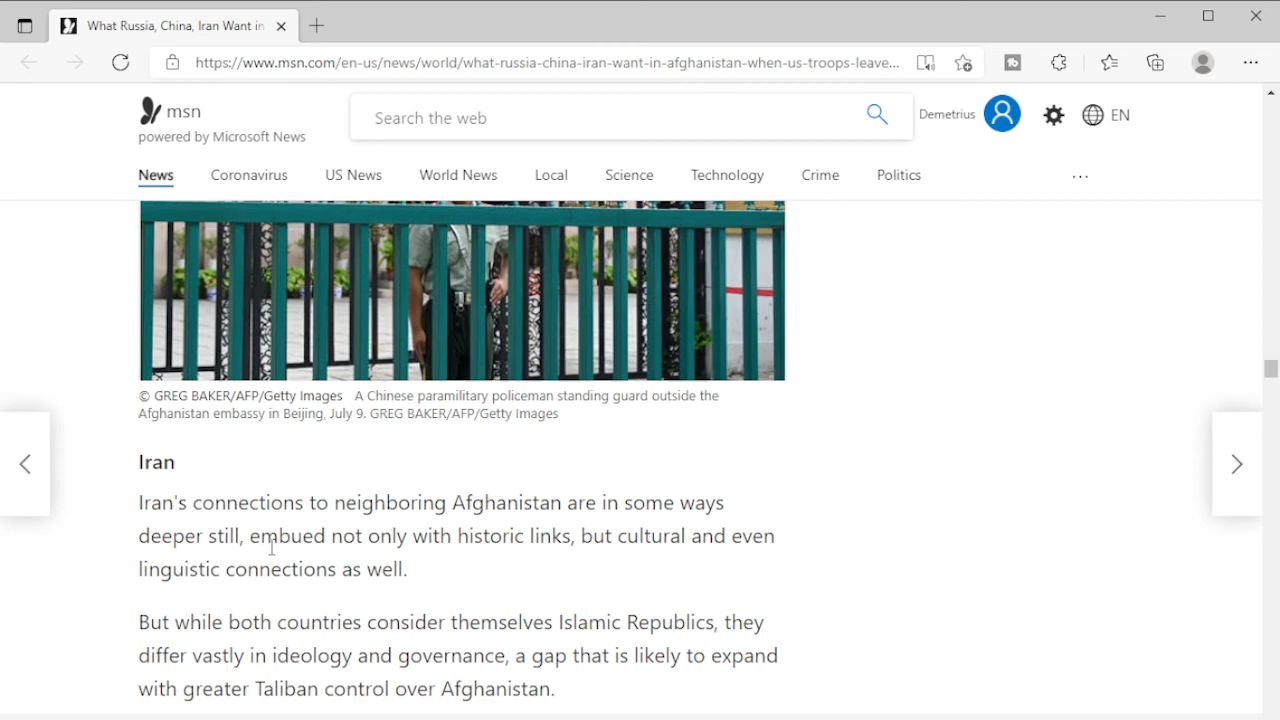 What Russia, China, Iran Want in
https://www.msn.com/en-us/news/world/what-russia-china-iran-want-in-afghanistan-when-us-troops-leave...
msn
powered by Microsoft News
Search the web
Demetrius
EN
News Coronavirus US News World News Local Science Technology Crime Politics ...
© GREG BAKER/AFP/Getty Images A Chinese paramilitary policeman standing guard outside the
Afghanistan embassy in Beijing, July 9. GREG BAKER/AFP/Getty Images
Iran
Iran's connections to neighboring Afghanistan are in some ways
deeper still, embued not only with historic links, but cultural and even
linguistic connections as well.
But while both countries consider themselves Islamic Republics, they
differ vastly in ideology and governance, a gap that is likely to expand
with greater Taliban control over Afghanistan.